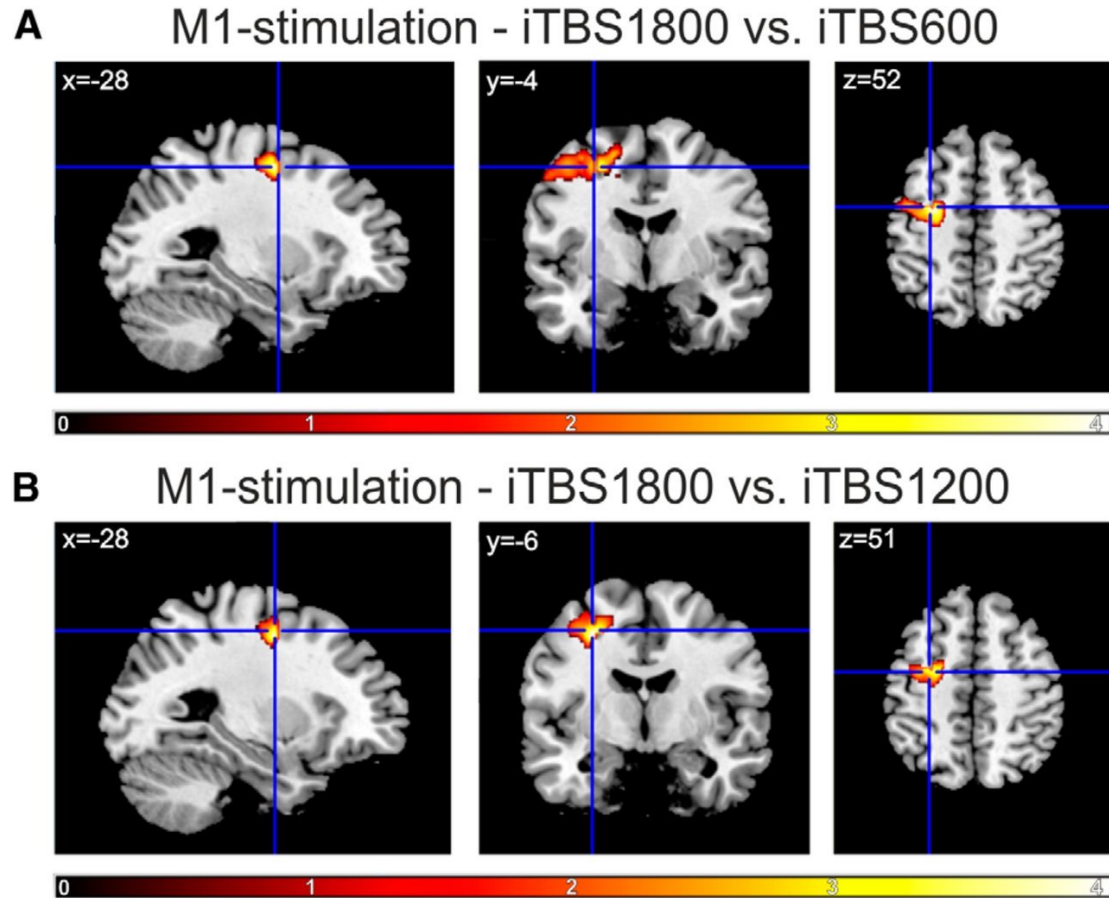 A M1-stimulation - iTBS1800 vs. iTBS600
x=-28 y=-4 z=52
0 1 2 3 4
B M1-stimulation - iTBS1800 vs. iTBS1200
x=-28 y=-6 z=51
0 1 2 3 4